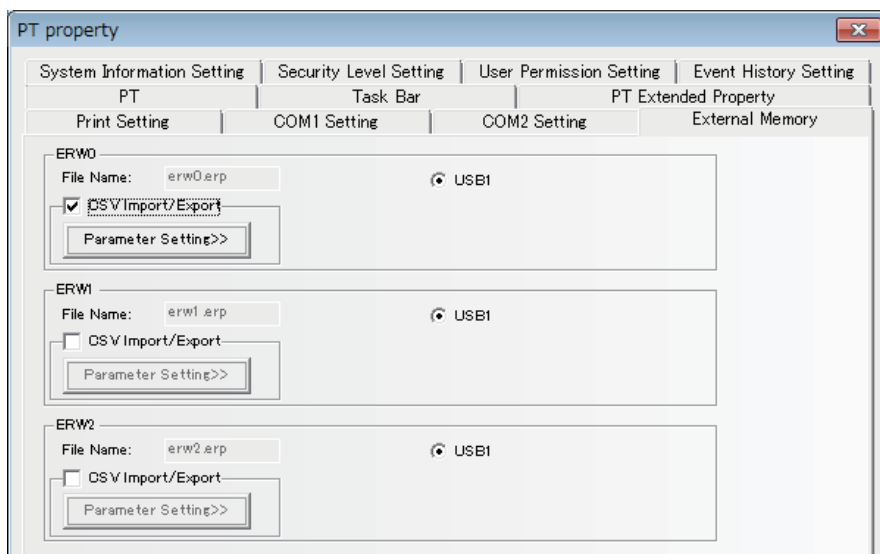 PT property
System Information Setting Security Level Setting User Permission Setting Event History Setting
PT Task Bar PT Extended Property
Print Setting COM1 Setting COM2 Setting External Memory
ERW0
File Name: erw0.erp USB1
CSV Import/Export
Parameter Setting>>
ERW1
File Name: erw1.erp USB1
CSV Import/Export
Parameter Setting>>
ERW2
File Name: erw2.erp USB1
CSV Import/Export
Parameter Setting>>